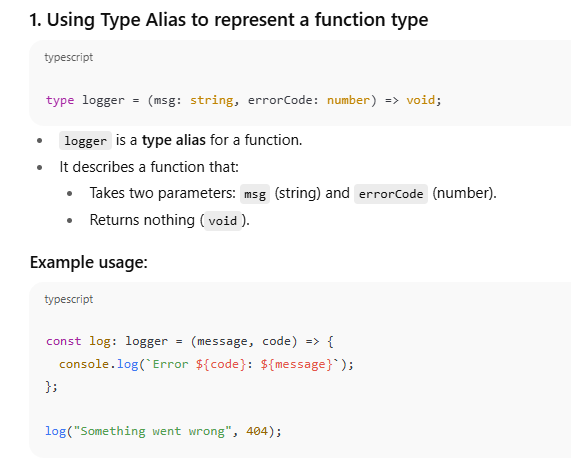 1. Using Type Alias to represent a function type
typescript
type logger = (msg: string, errorCode: number) => void;
• logger is a type alias for a function.
• It describes a function that:
• Takes two parameters: msg (string) and errorCode (number).
• Returns nothing (void).
Example usage:
typescript
const log: logger = (message, code) => {
  console.log(`Error ${code}: ${message}`);
};
log("Something went wrong", 404);